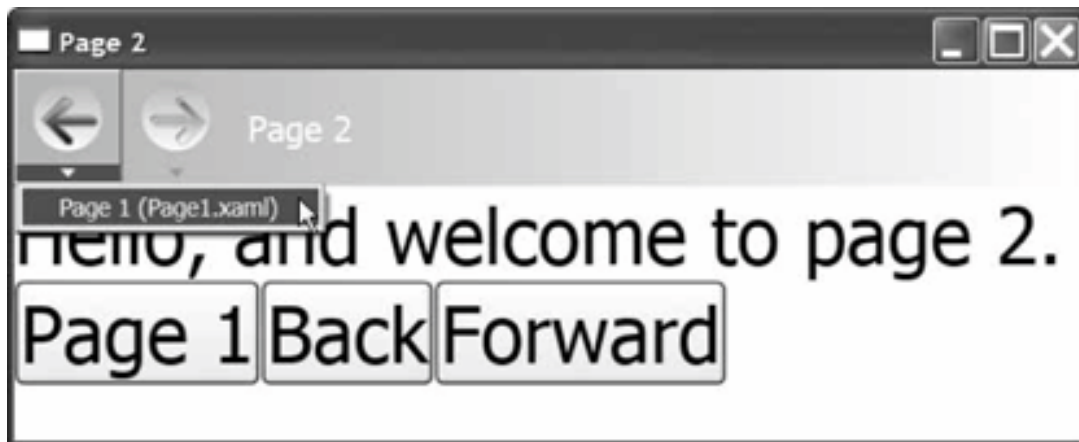 Page 2
Page 2
Page 1 (Page1.xaml)
Hello, and welcome to page 2.
Page 1 Back Forward